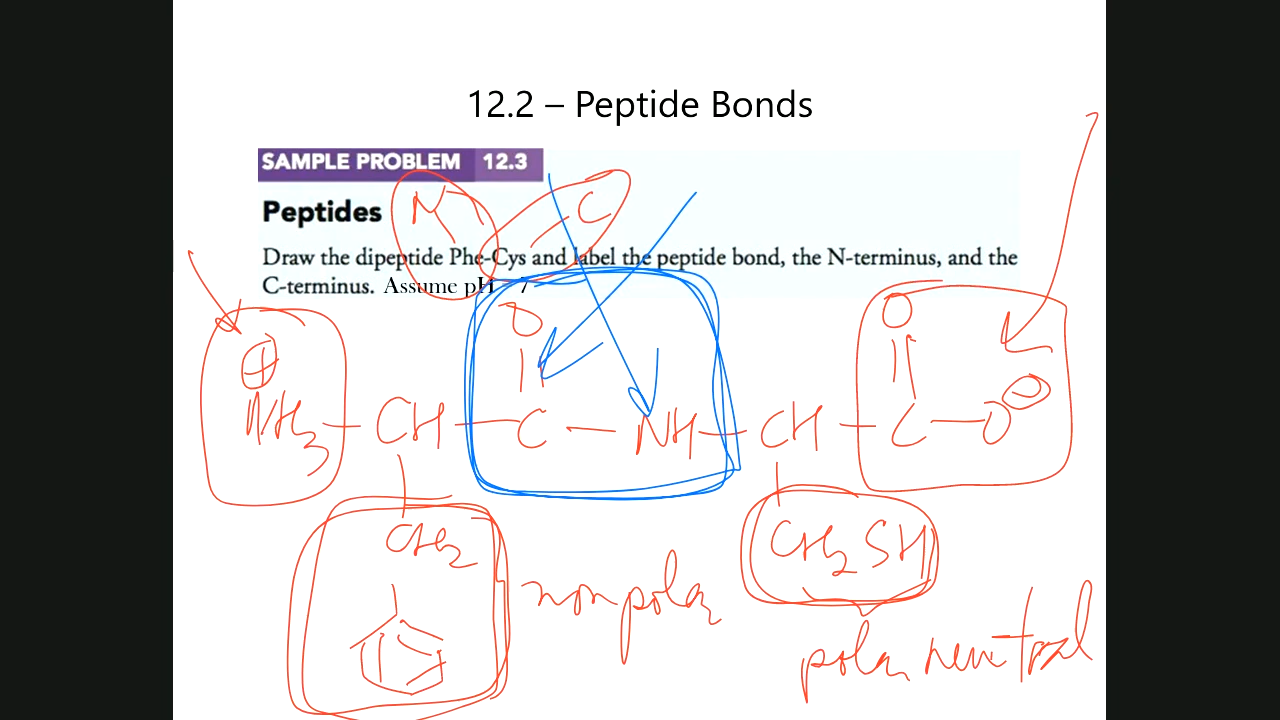 12.2 – Peptide Bonds
SAMPLE PROBLEM 12.3
Peptides N C
Draw the dipeptide Phe-Cys and label the peptide bond, the N-terminus, and the
C-terminus. Assume pH = 7
O O
⊕ ⊖
NH3 – CH – C – NH – CH – C – O
CH2 CH2SH
nonpolar
polar neutral